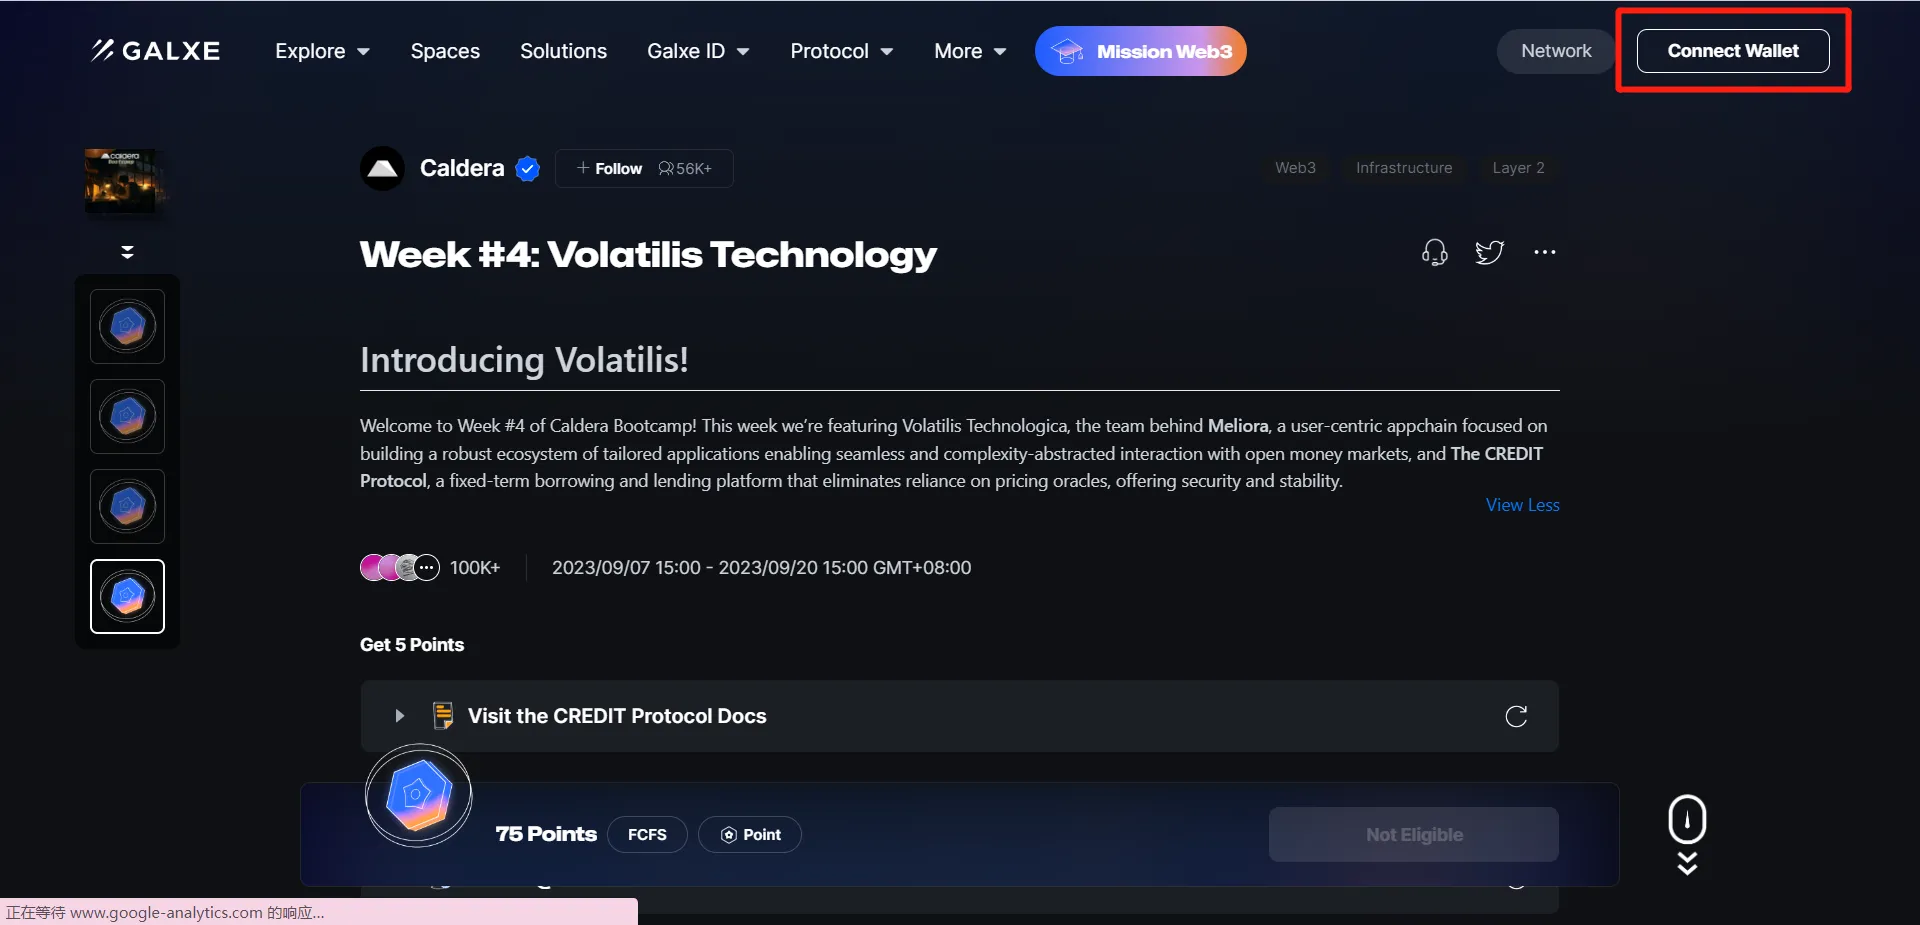 GALXE
Explore
Spaces
Solutions
Galxe ID
Protocol
More
Mission Web3
Network
Connect Wallet
Caldera
Follow
56K+
Web3
Infrastructure
Layer 2
Week #4: Volatilis Technology
Introducing Volatilis!
Welcome to Week #4 of Caldera Bootcamp! This week we’re featuring Volatilis Technologica, the team behind Meliora, a user-centric appchain focused on
building a robust ecosystem of tailored applications enabling seamless and complexity-abstracted interaction with open money markets, and The CREDIT
Protocol, a fixed-term borrowing and lending platform that eliminates reliance on pricing oracles, offering security and stability.
View Less
100K+
2023/09/07 15:00 - 2023/09/20 15:00 GMT+08:00
Get 5 Points
Visit the CREDIT Protocol Docs
75 Points
FCFS
Point
Not Eligible
正在等待 www.google-analytics.com 的响应...